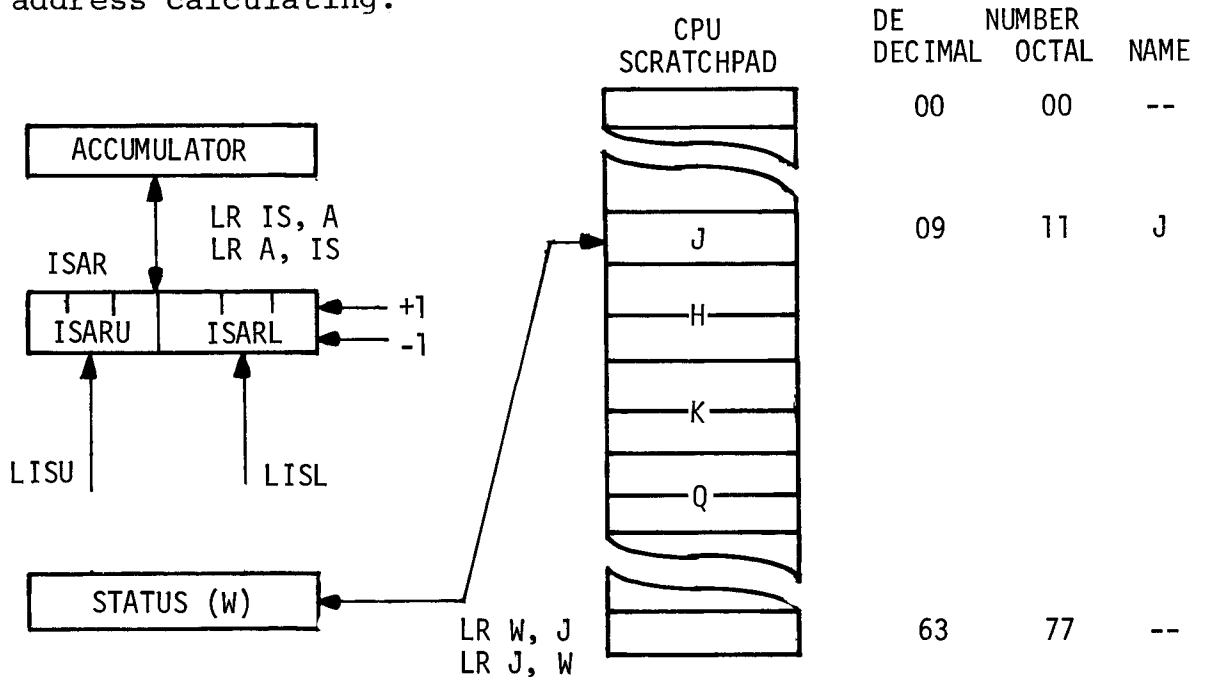 address calculating.
CPU
SCRATCHPAD
DE NUMBER
DECIMAL OCTAL NAME
00 00 --
ACCUMULATOR
LR IS, A
LR A, IS
ISAR
ISARU ISARL
+1
-1
LISU
LISL
J
09 11 J
H
K
Q
STATUS (W)
LR W, J
LR J, W
63 77 --